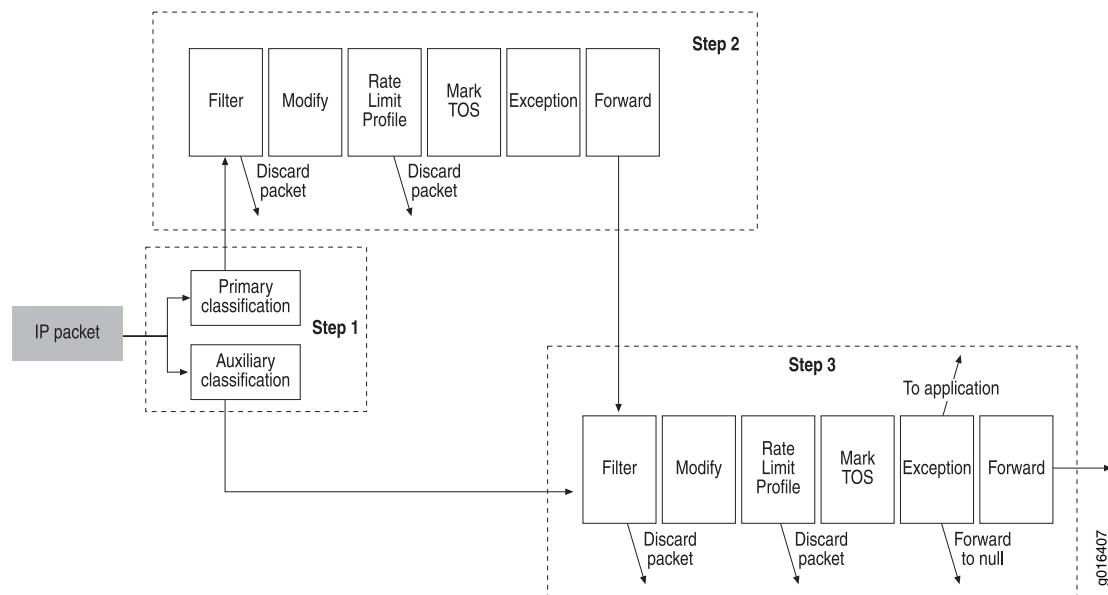 Step 2
Filter
Modify
Rate
Limit
Profile
Mark
TOS
Exception
Forward
Discard
packet
Discard
packet
IP packet
Primary
classification
Step 1
Auxiliary
classification
Step 3
To application
Filter
Modify
Rate
Limit
Profile
Mark
TOS
Exception
Forward
Discard
packet
Discard
packet
Forward
to null
g016407